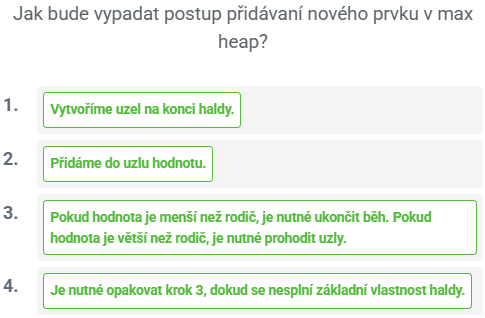 Jak bude vypadat postup přidávaní nového prvku v max
heap?
1. Vytvoříme uzel na konci haldy.
2. Přidáme do uzlu hodnotu.
3. Pokud hodnota je menší než rodič, je nutné ukončit běh. Pokud
hodnota je větší než rodič, je nutné prohodit uzly.
4. Je nutné opakovat krok 3, dokud se nesplní základní vlastnost haldy.